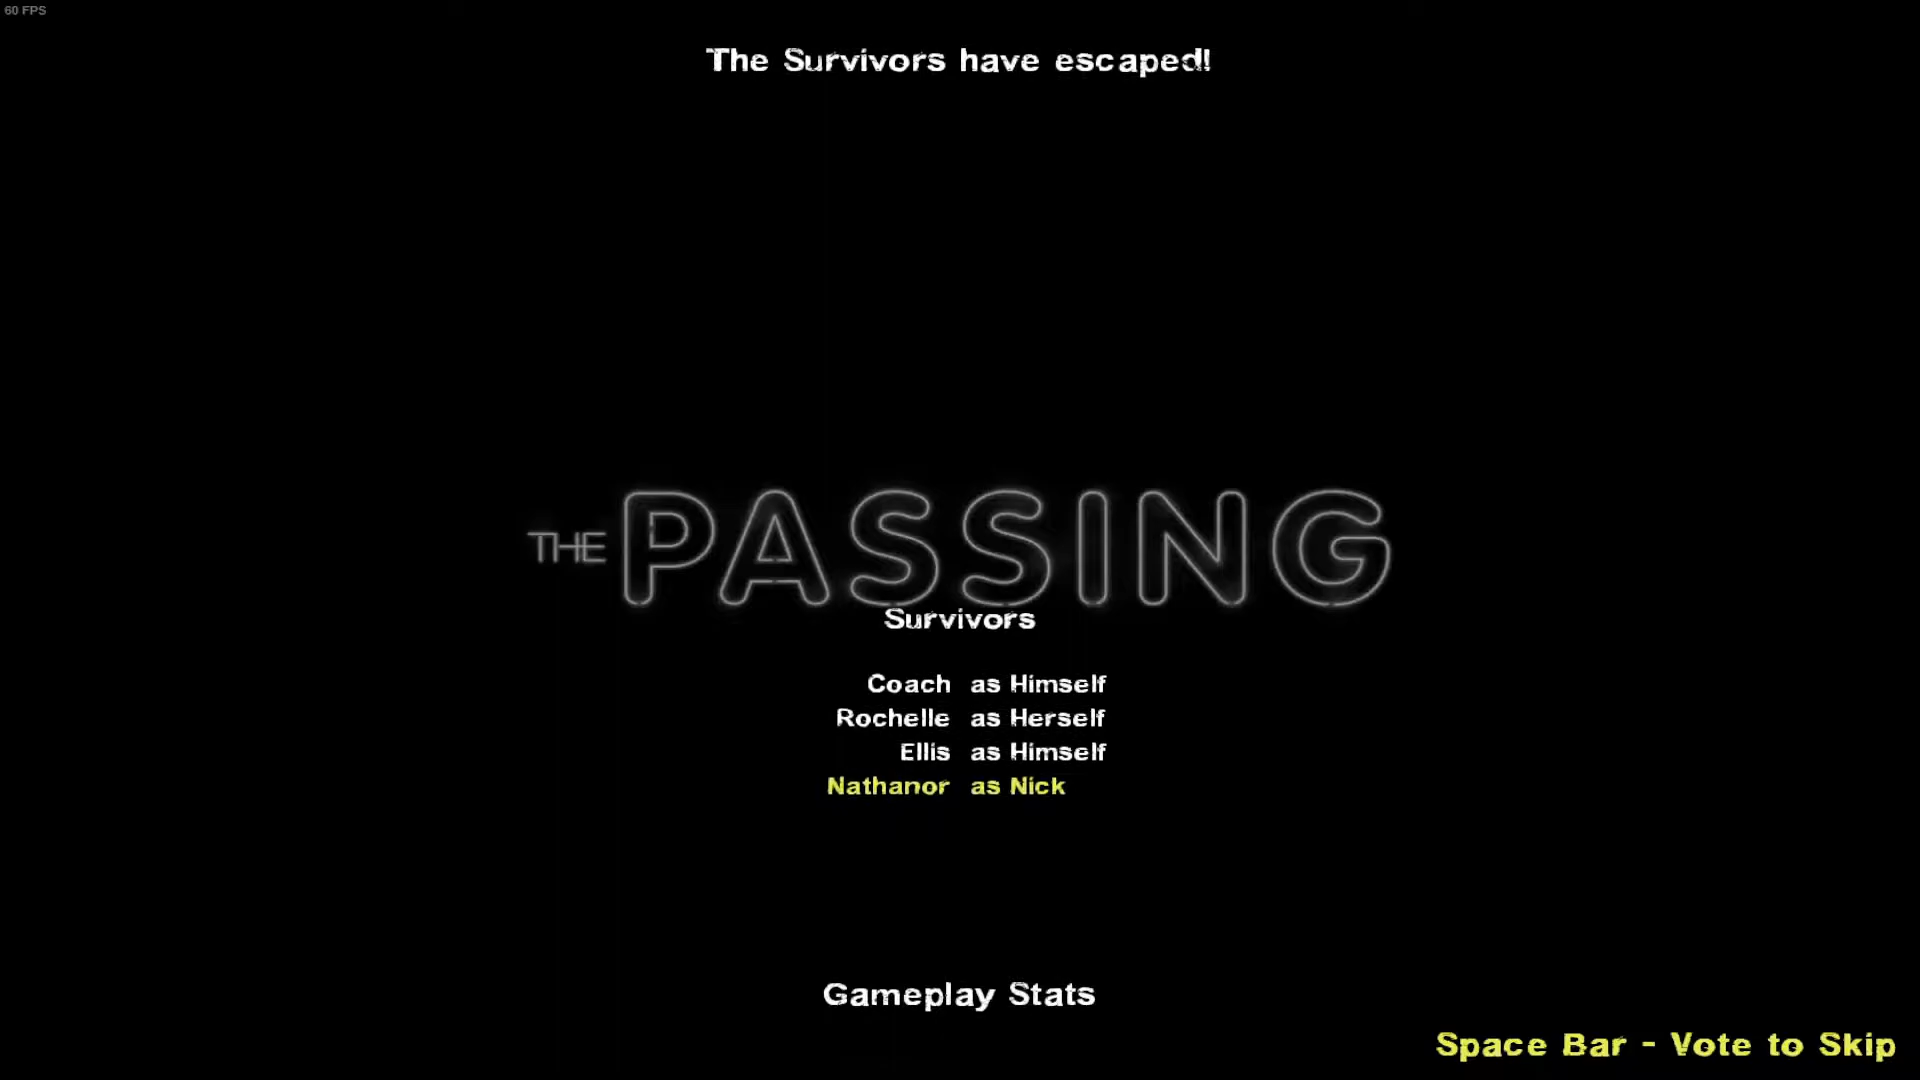 60 FPS
The Survivors have escaped!
THE PASSING
Survivors
Coach as Himself
Rochelle as Herself
Ellis as Himself
Nathanor as Nick
Gameplay Stats
Space Bar - Vote to Skip